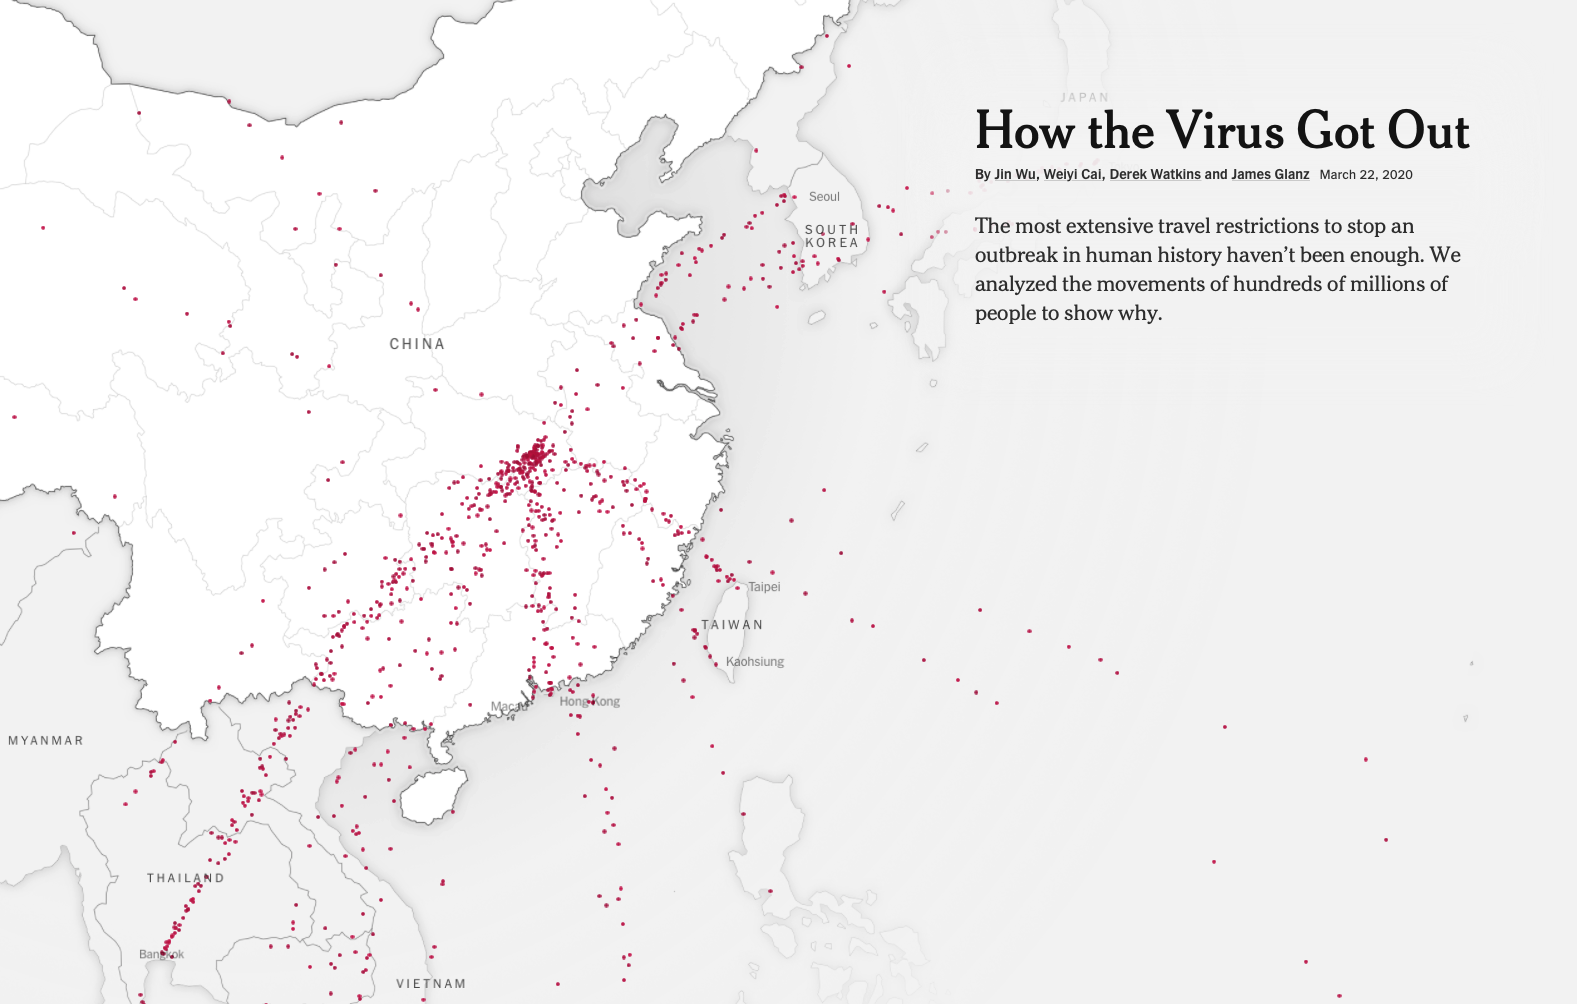 JAPAN
How the Virus Got Out
By Jin Wu, Weiyi Cai, Derek Watkins and James Glanz March 22, 2020
Seoul
SOUTH
KOREA
The most extensive travel restrictions to stop an
outbreak in human history haven’t been enough. We
analyzed the movements of hundreds of millions of
people to show why.
CHINA
Taipei
TAIWAN
Kaohsiung
Macau
Hong Kong
MYANMAR
THAILAND
Bangkok
VIETNAM